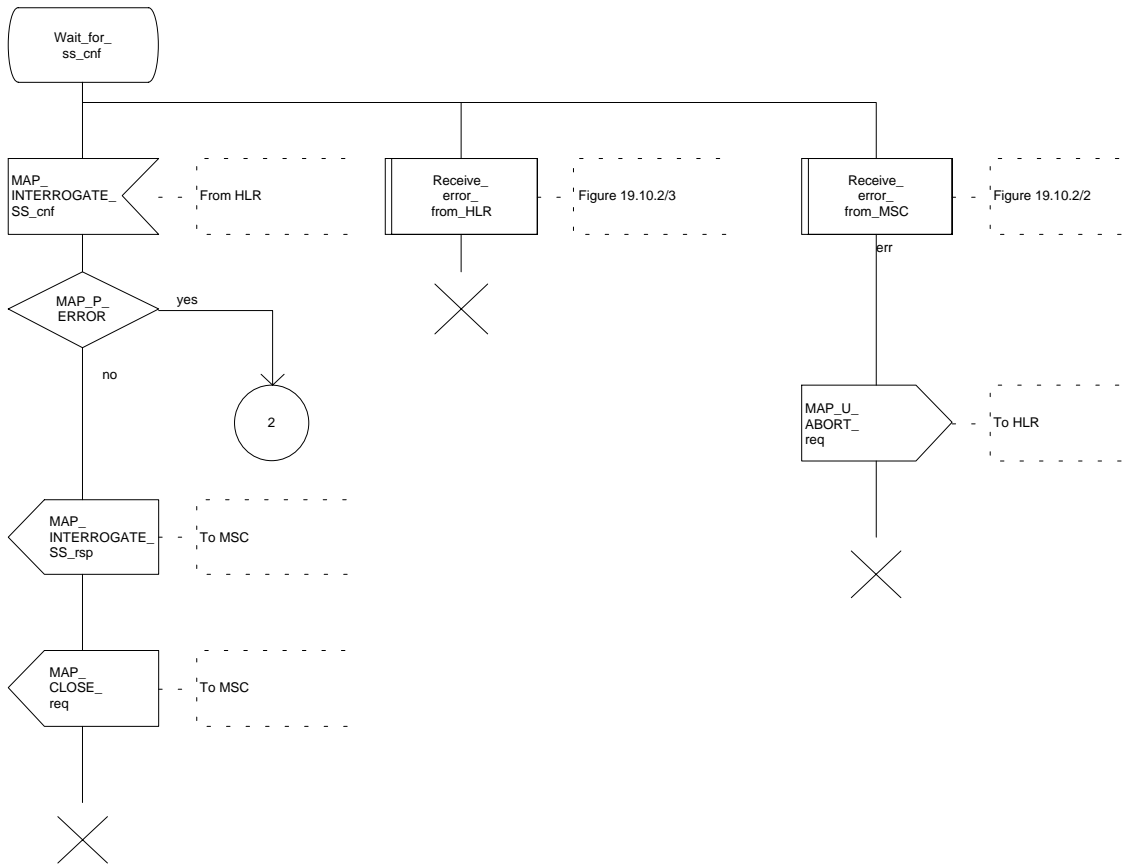 Wait_for_
ss_cnf
MAP_
INTERROGATE_
SS_cnf
From HLR
Receive_
error_
from_HLR
Figure 19.10.2/3
Receive_
error_
from_MSC
Figure 19.10.2/2
err
MAP_P_
ERROR
yes
no
2
MAP_U_
ABORT_
req
To HLR
MAP_
INTERROGATE_
SS_rsp
To MSC
MAP_
CLOSE_
req
To MSC